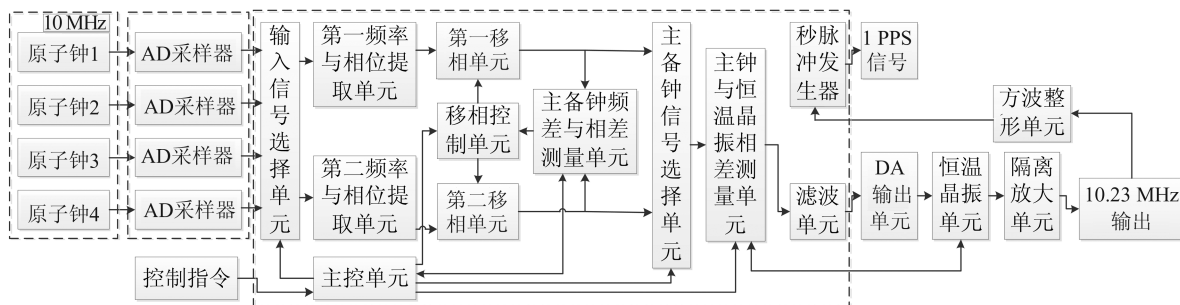 10 MHz
原子钟1
原子钟2
原子钟3
原子钟4
AD采样器
AD采样器
AD采样器
AD采样器
输入信号选择单元
第一频率
与相位提
取单元
第二频率
与相位提
取单元
第一移
相单元
移相控
制单元
第二移
相单元
主备钟频
差与相差
测量单元
主备钟信号选择单元
主钟与恒温晶振相差测量单元
秒脉
冲发
生器
1 PPS
信号
方波整
形单元
滤波单元
DA
输出
单元
恒温
晶振
单元
隔离
放大
单元
10.23 MHz
输出
控制指令
主控单元